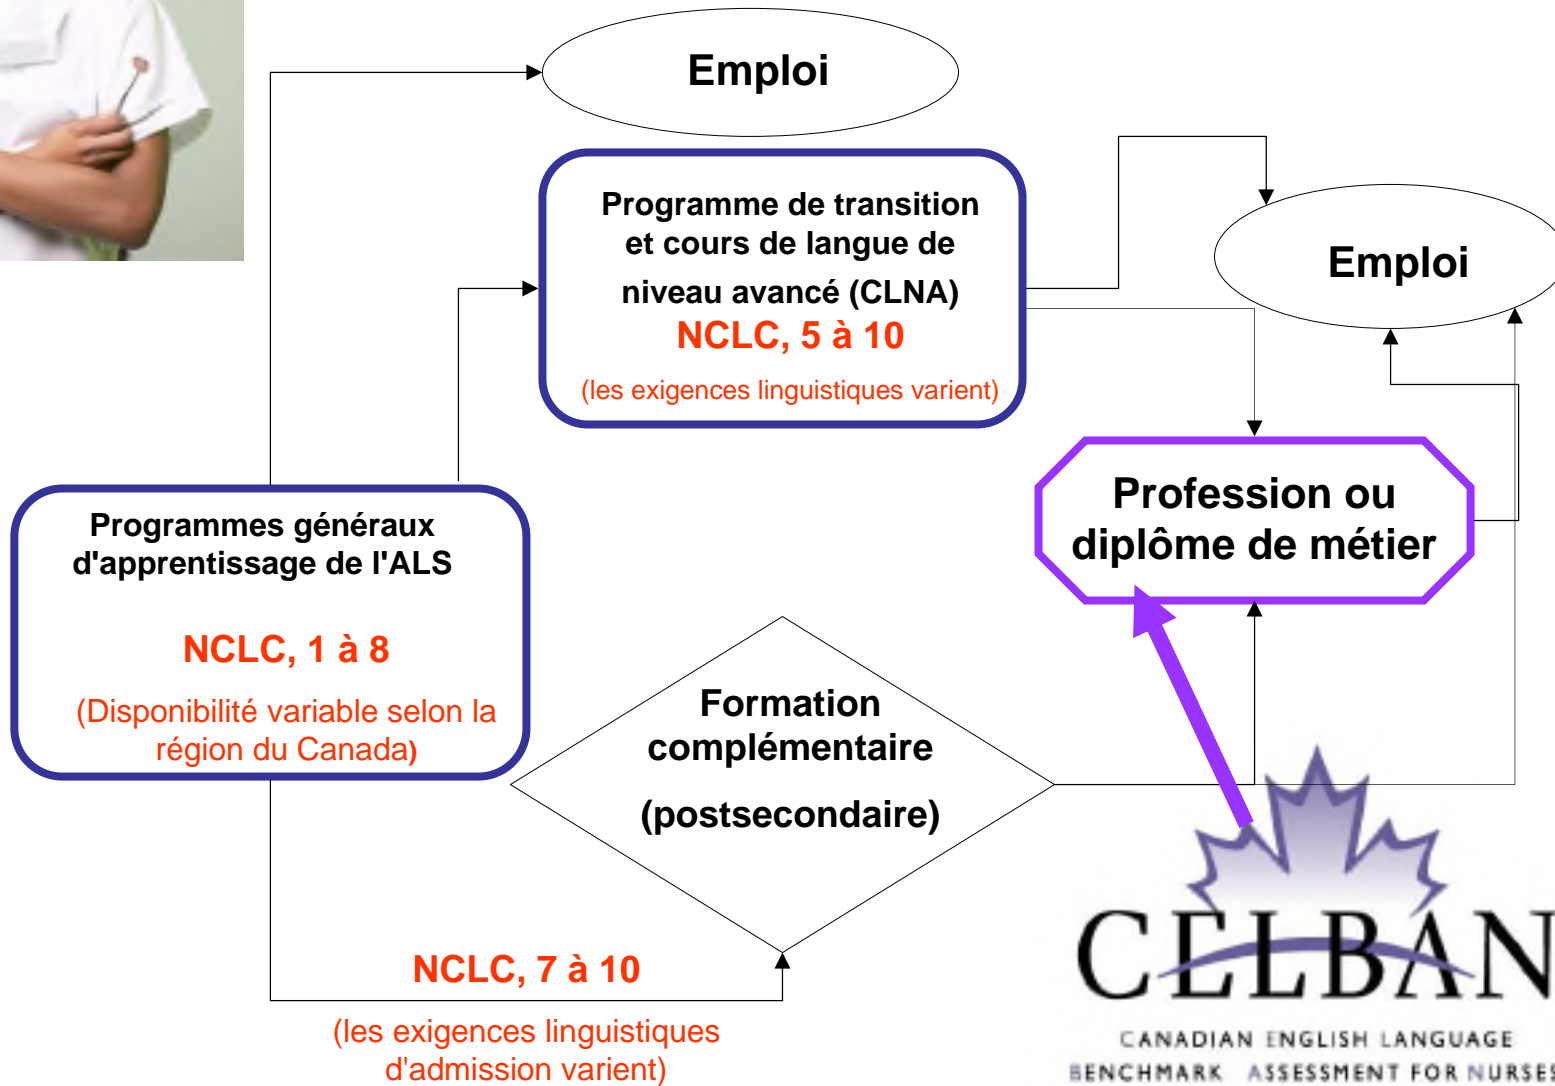 Emploi
Programme de transition
et cours de langue de
niveau avancé (CLNA)
NCLC, 5 à 10
(les exigences linguistiques varient)
Emploi
Programmes généraux
d'apprentissage de l'ALS
NCLC, 1 à 8
(Disponibilité variable selon la
région du Canada)
Profession ou
diplôme de métier
Formation
complémentaire
(postsecondaire)
NCLC, 7 à 10
(les exigences linguistiques
d'admission varient)
CELBAN
CANADIAN ENGLISH LANGUAGE
BENCHMARK ASSESSMENT FOR NURSES